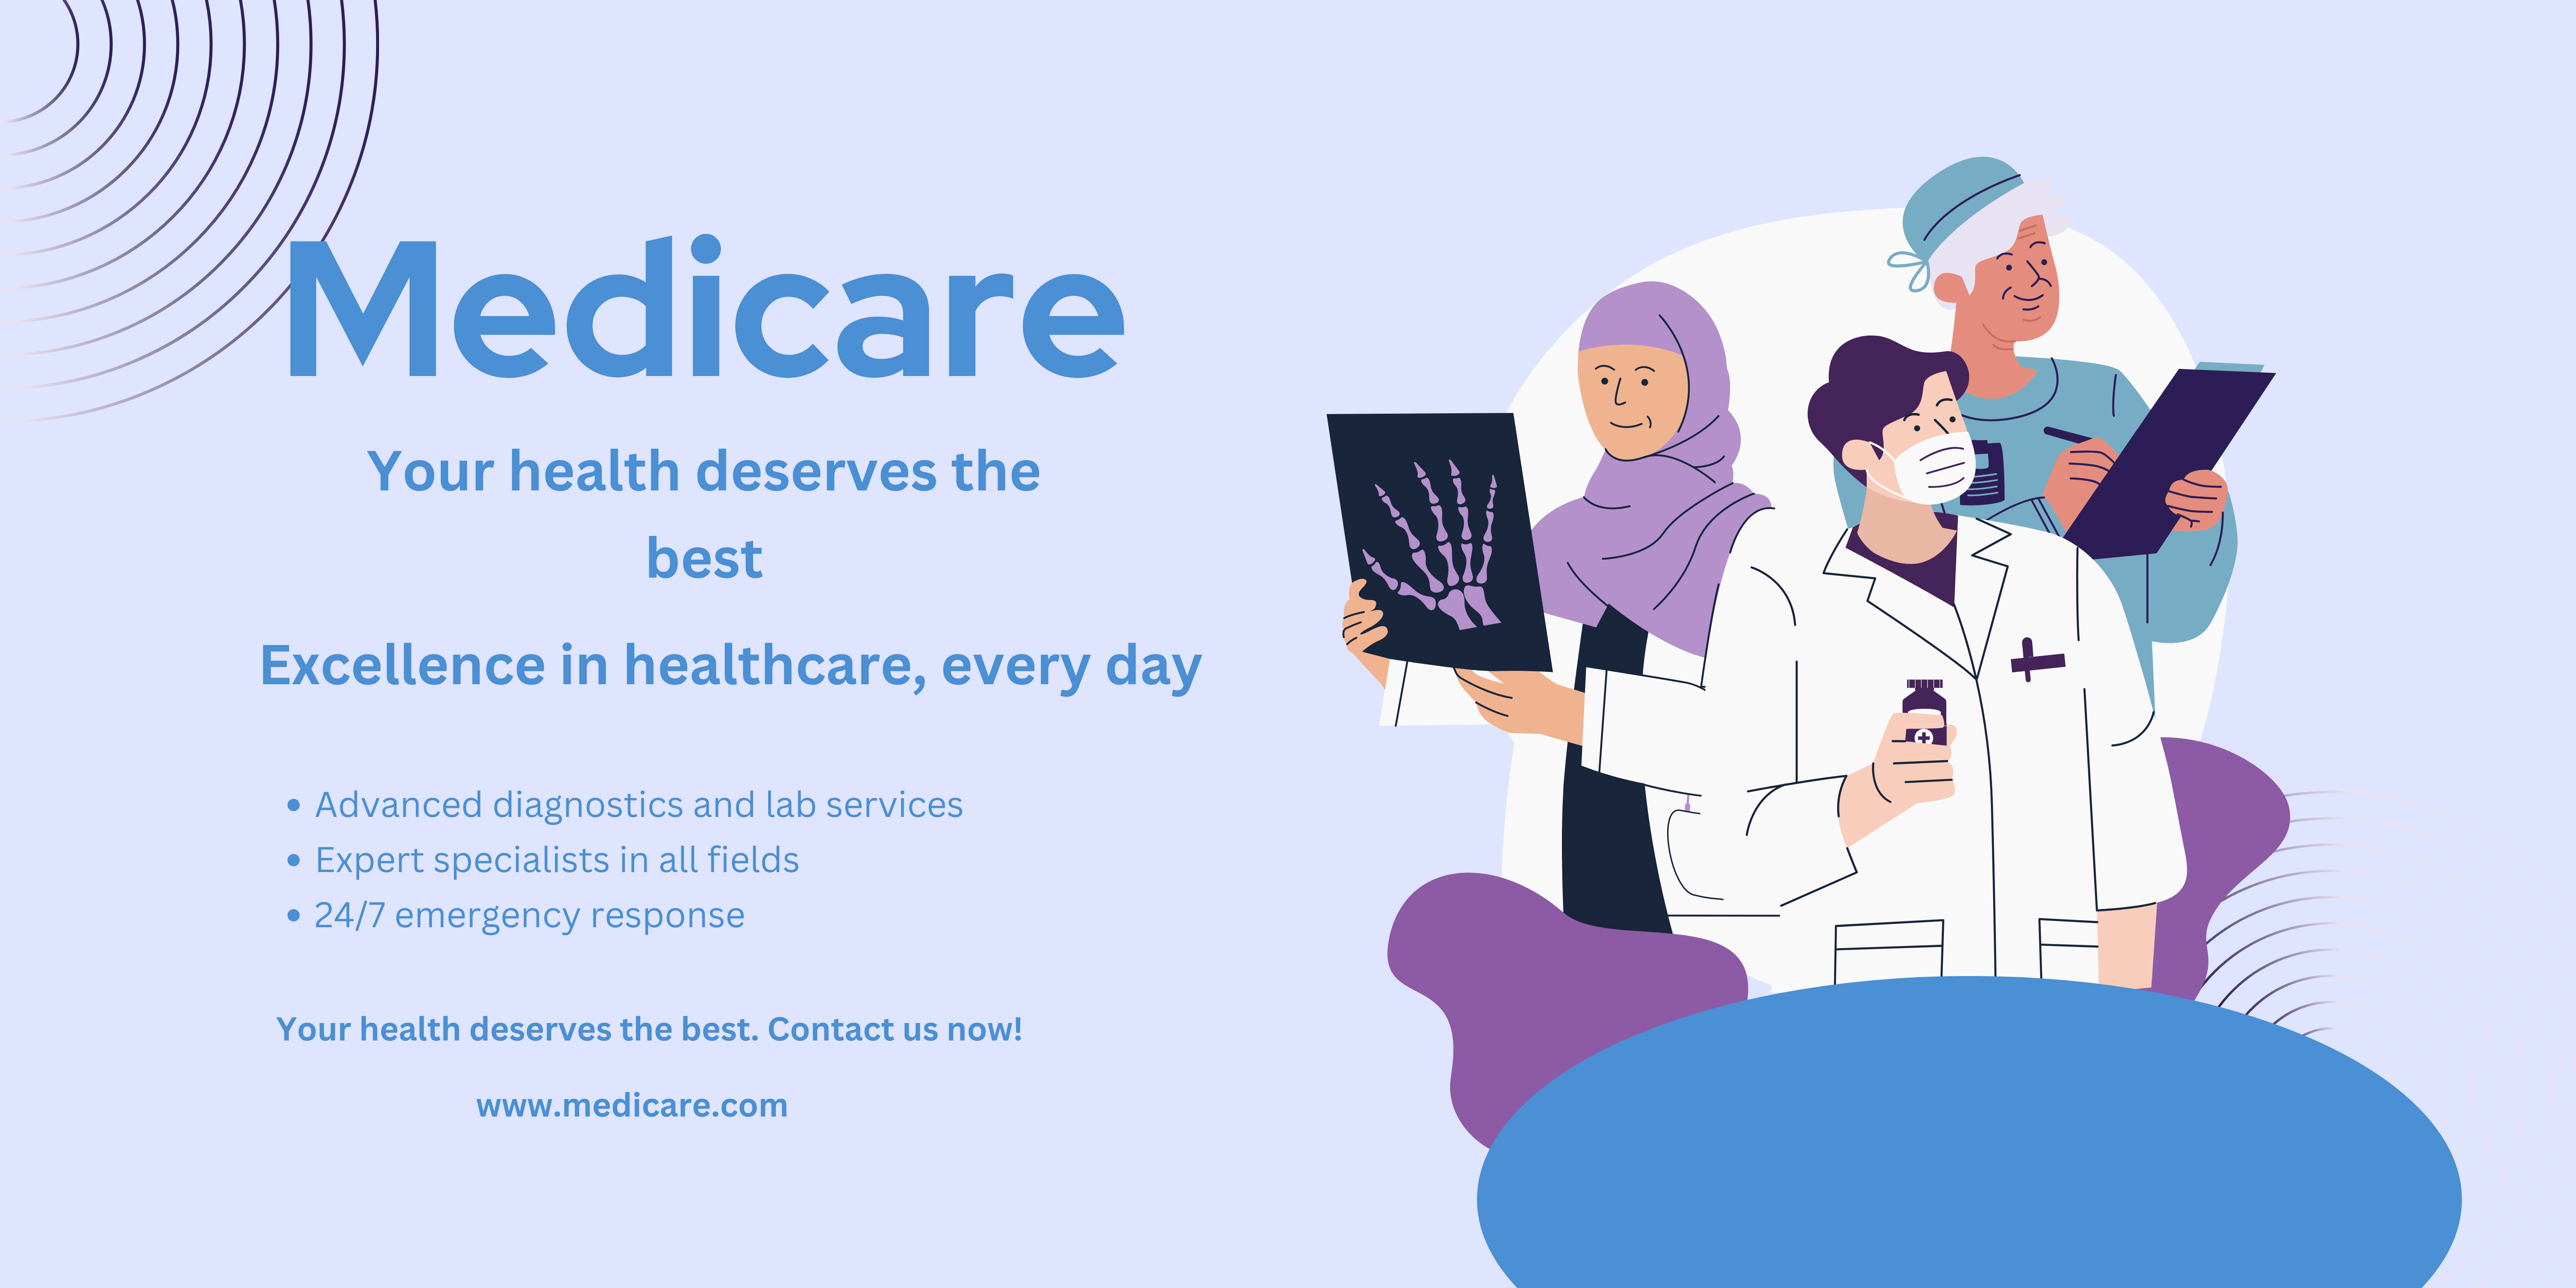 Medicare
Your health deserves the
best
Excellence in healthcare, every day
• Advanced diagnostics and lab services
• Expert specialists in all fields
• 24/7 emergency response
Your health deserves the best. Contact us now!
www.medicare.com